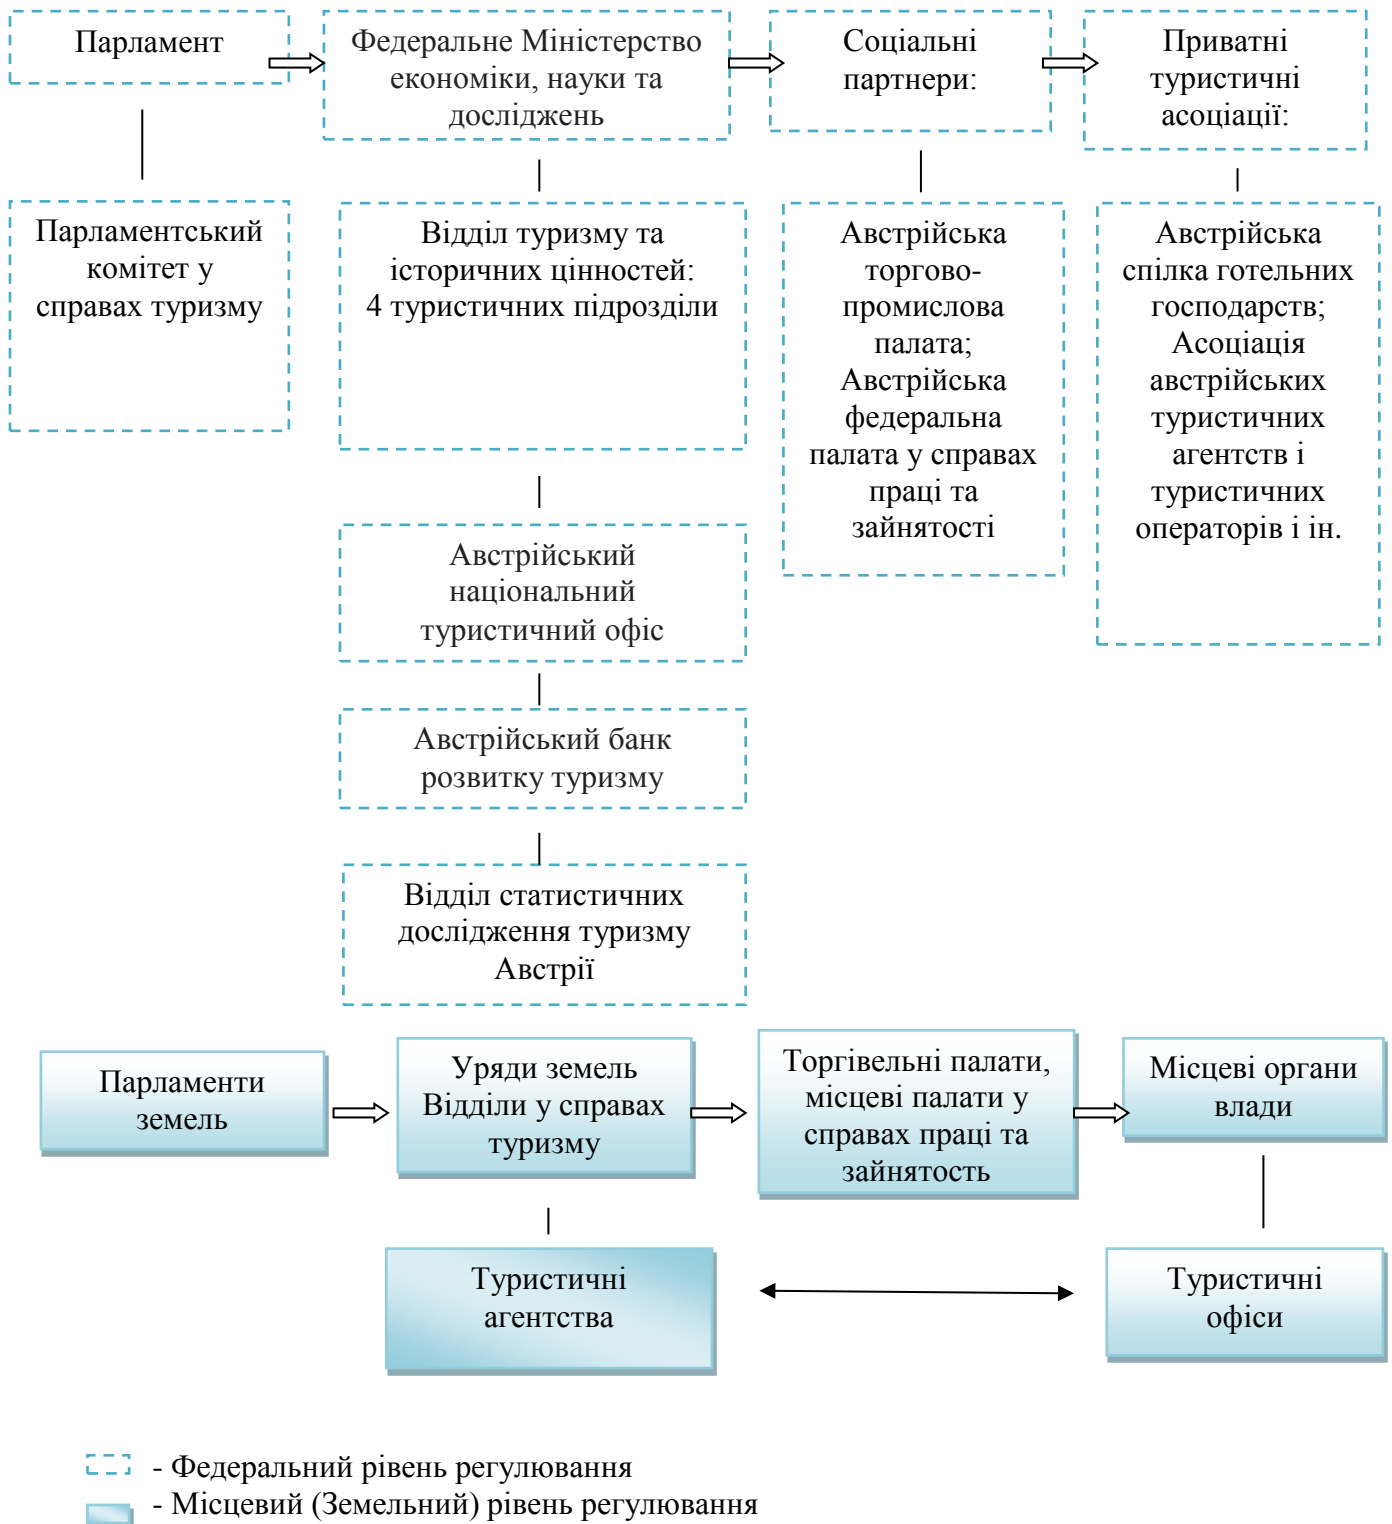 Парламент
Федеральне Міністерство
економіки, науки та
досліджень
Соціальні
партнери:
Приватні
туристичні
асоціації:
Парламентський
комітет у
справах туризму
Відділ туризму та
історичних цінностей:
4 туристичних підрозділи
Австрійська
торгово-
промислова
палата;
Австрійська
федеральна
палата у справах
праці та
зайнятості
Австрійська
спілка готельних
господарств;
Асоціація
австрійських
туристичних
агентств і
туристичних
операторів і ін.
Австрійський
національний
туристичний офіс
Австрійський банк
розвитку туризму
Відділ статистичних
дослідження туризму
Австрії
Парламенти
земель
Уряди земель
Відділи у справах
туризму
Торгівельні палати,
місцеві палати у
справах праці та
зайнятость
Місцеві органи
влади
Туристичні
агентства
Туристичні
офіси
- Федеральний рівень регулювання
- Місцевий (Земельний) рівень регулювання